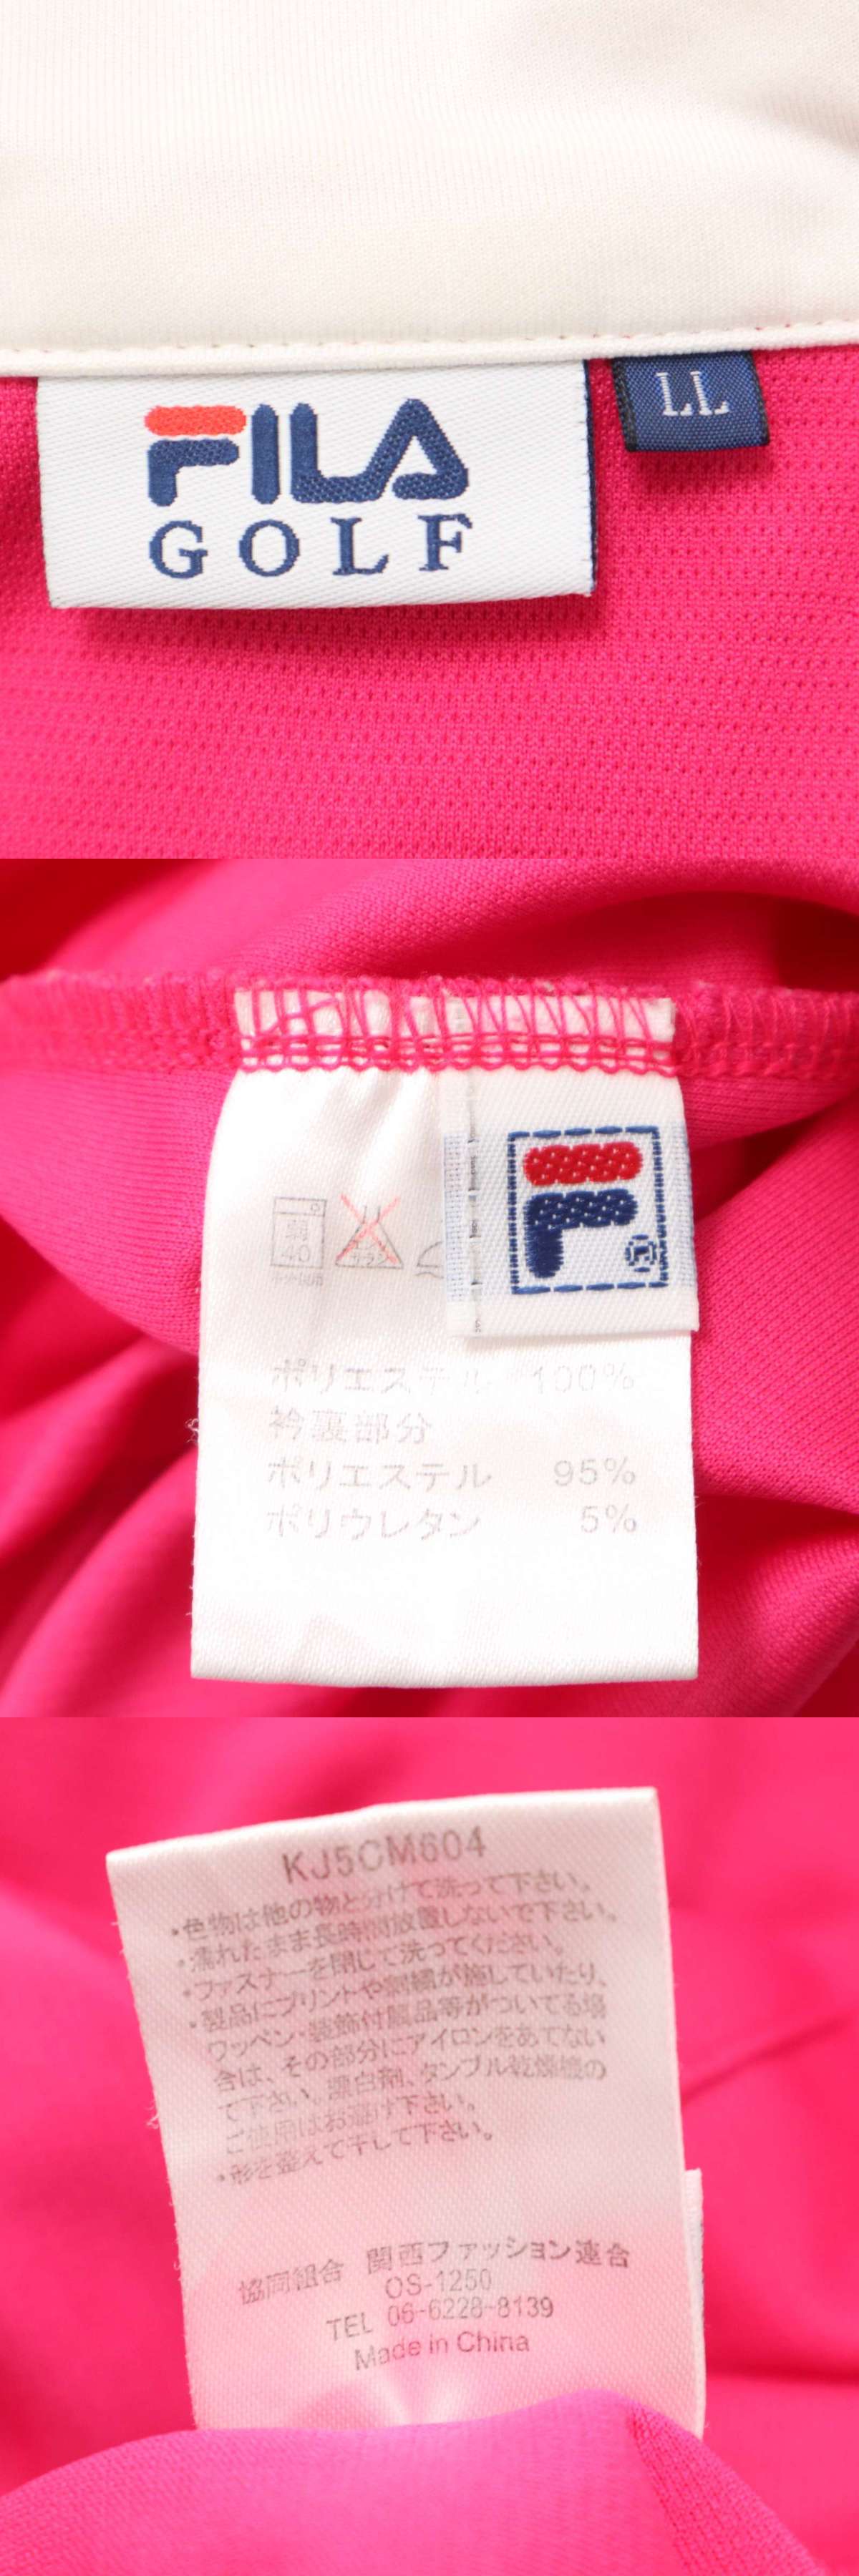 FILA
GOLF
LL
40
ポリエステル 100%
衿裏部分
ポリエステル 95%
ポリウレタン 5%
KJ5CM604
・色物は他の物と分けて洗って下さい。
・濡れたまま長時間放置しないで下さい。
・ファスナーを閉じて洗ってください。
・製品にプリントや刺繍が施していたり、
ワッペン・装飾付属品等がついてる場
合は、その部分にアイロンをあてない
で下さい。漂白剤、タンブル乾燥機の
ご使用はお避け下さい。
・形を整えて干して下さい。
協同組合 関西ファッション連合
OS-1250
TEL 06-6228-8139
Made in China